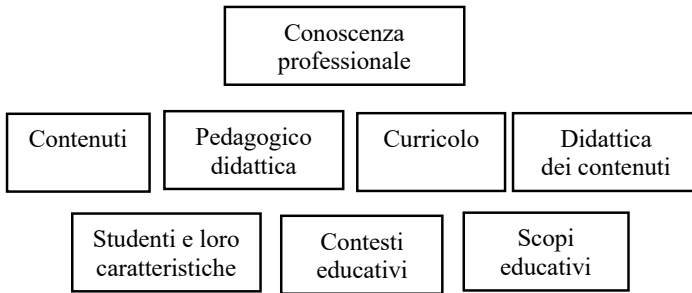 Conoscenza
professionale
Contenuti
Pedagogico
didattica
Curricolo
Didattica
dei contenuti
Studenti e loro
caratteristiche
Contesti
educativi
Scopi
educativi